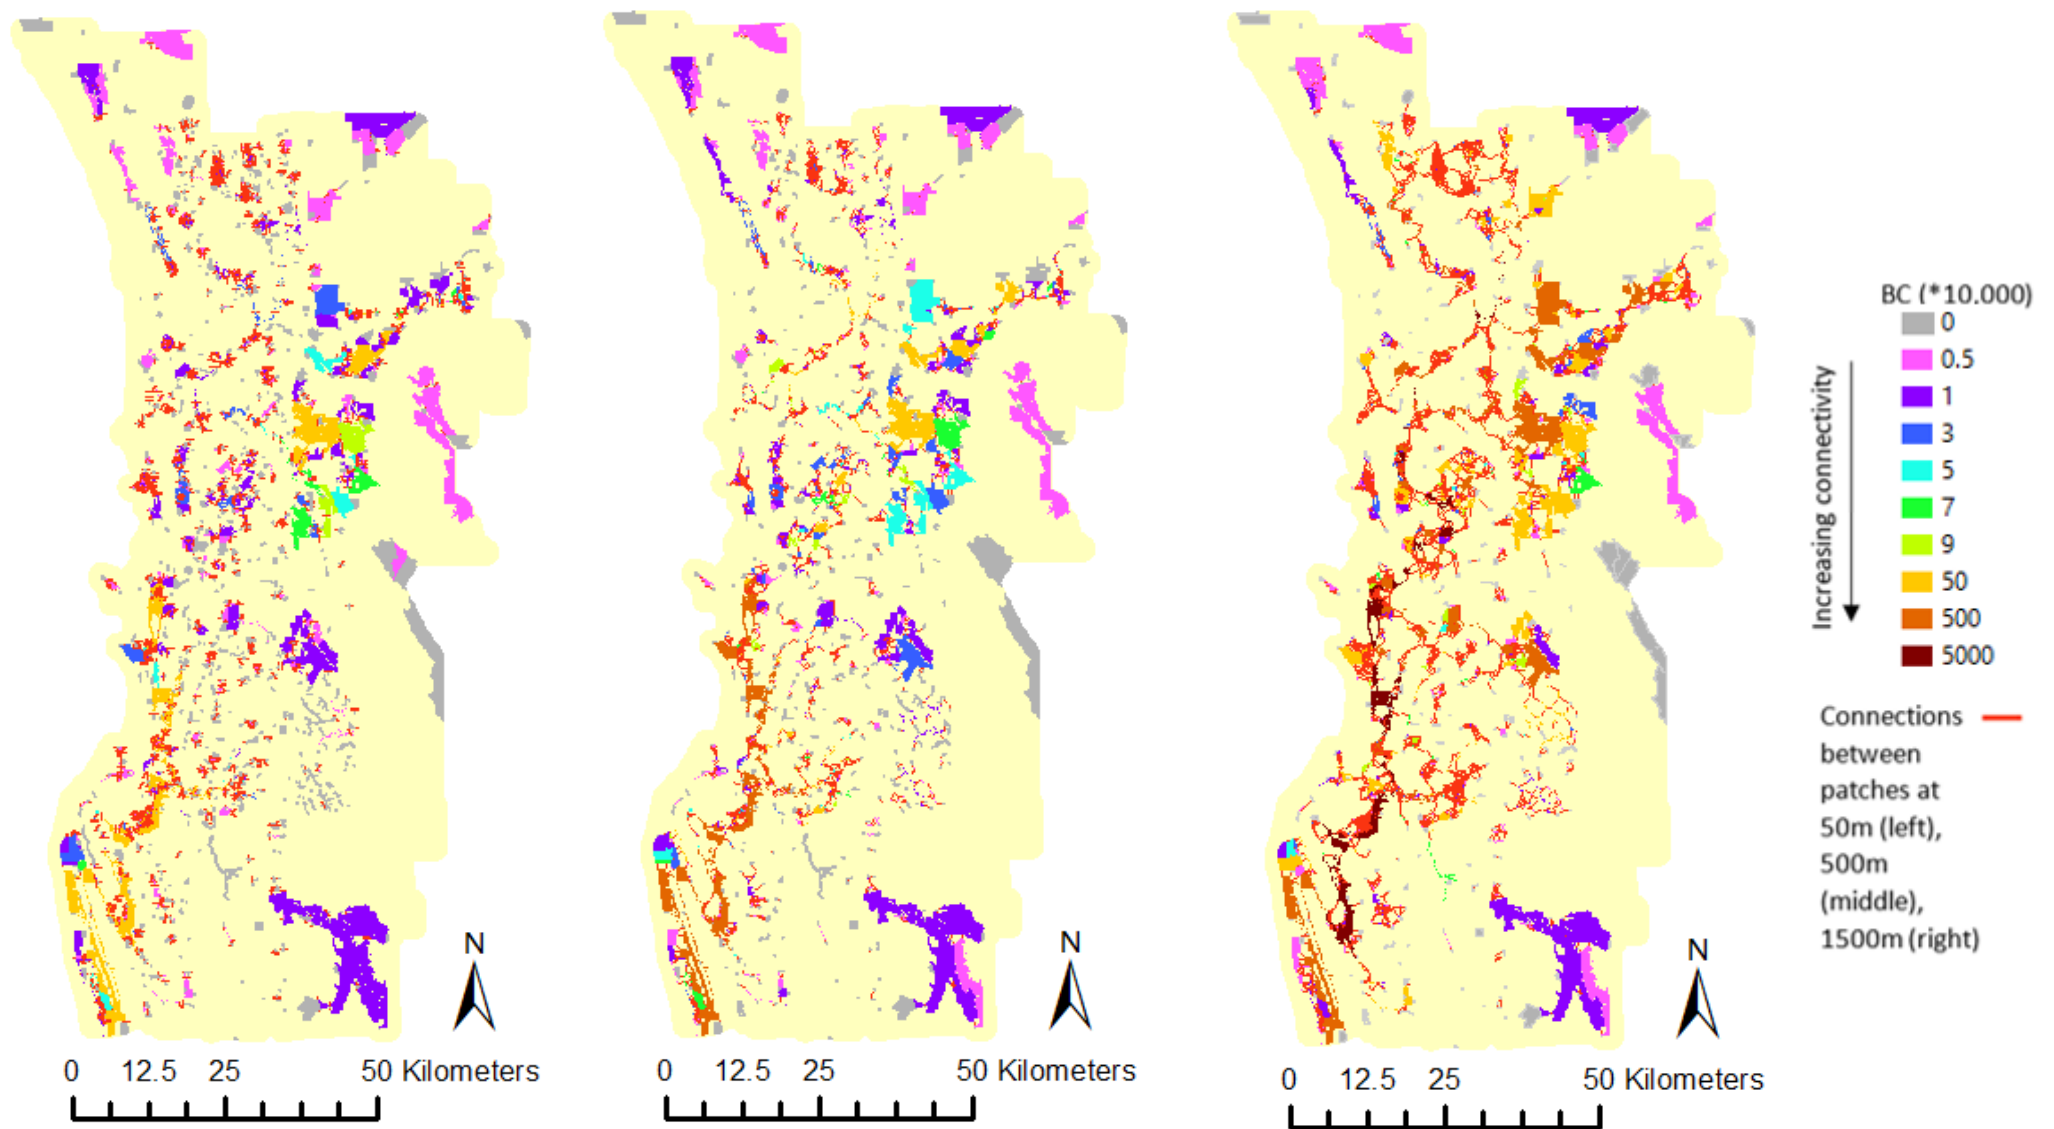 BC (*10.000)
0
0.5
1
3
5
7
9
50
500
5000
Increasing connectivity
Connections
between
patches at
50m (left),
500m
(middle),
1500m (right)
N
N
N
0 12.5 25 50 Kilometers
0 12.5 25 50 Kilometers
0 12.5 25 50 Kilometers